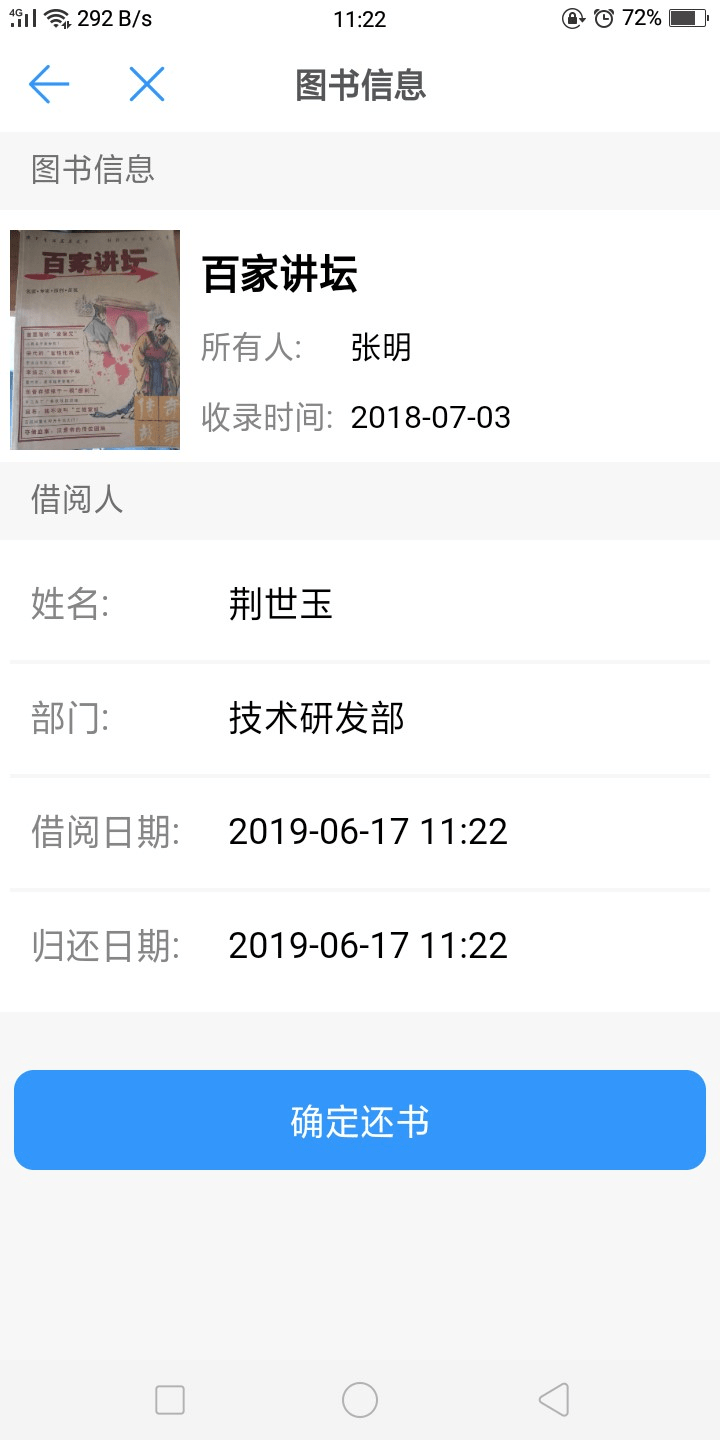 4G 292 B/s 11:22 72%
图书信息
图书信息
百家讲坛
百家讲坛
所有人: 张明
收录时间: 2018-07-03
借阅人
姓名: 荆世玉
部门: 技术研发部
借阅日期: 2019-06-17 11:22
归还日期: 2019-06-17 11:22
确定还书